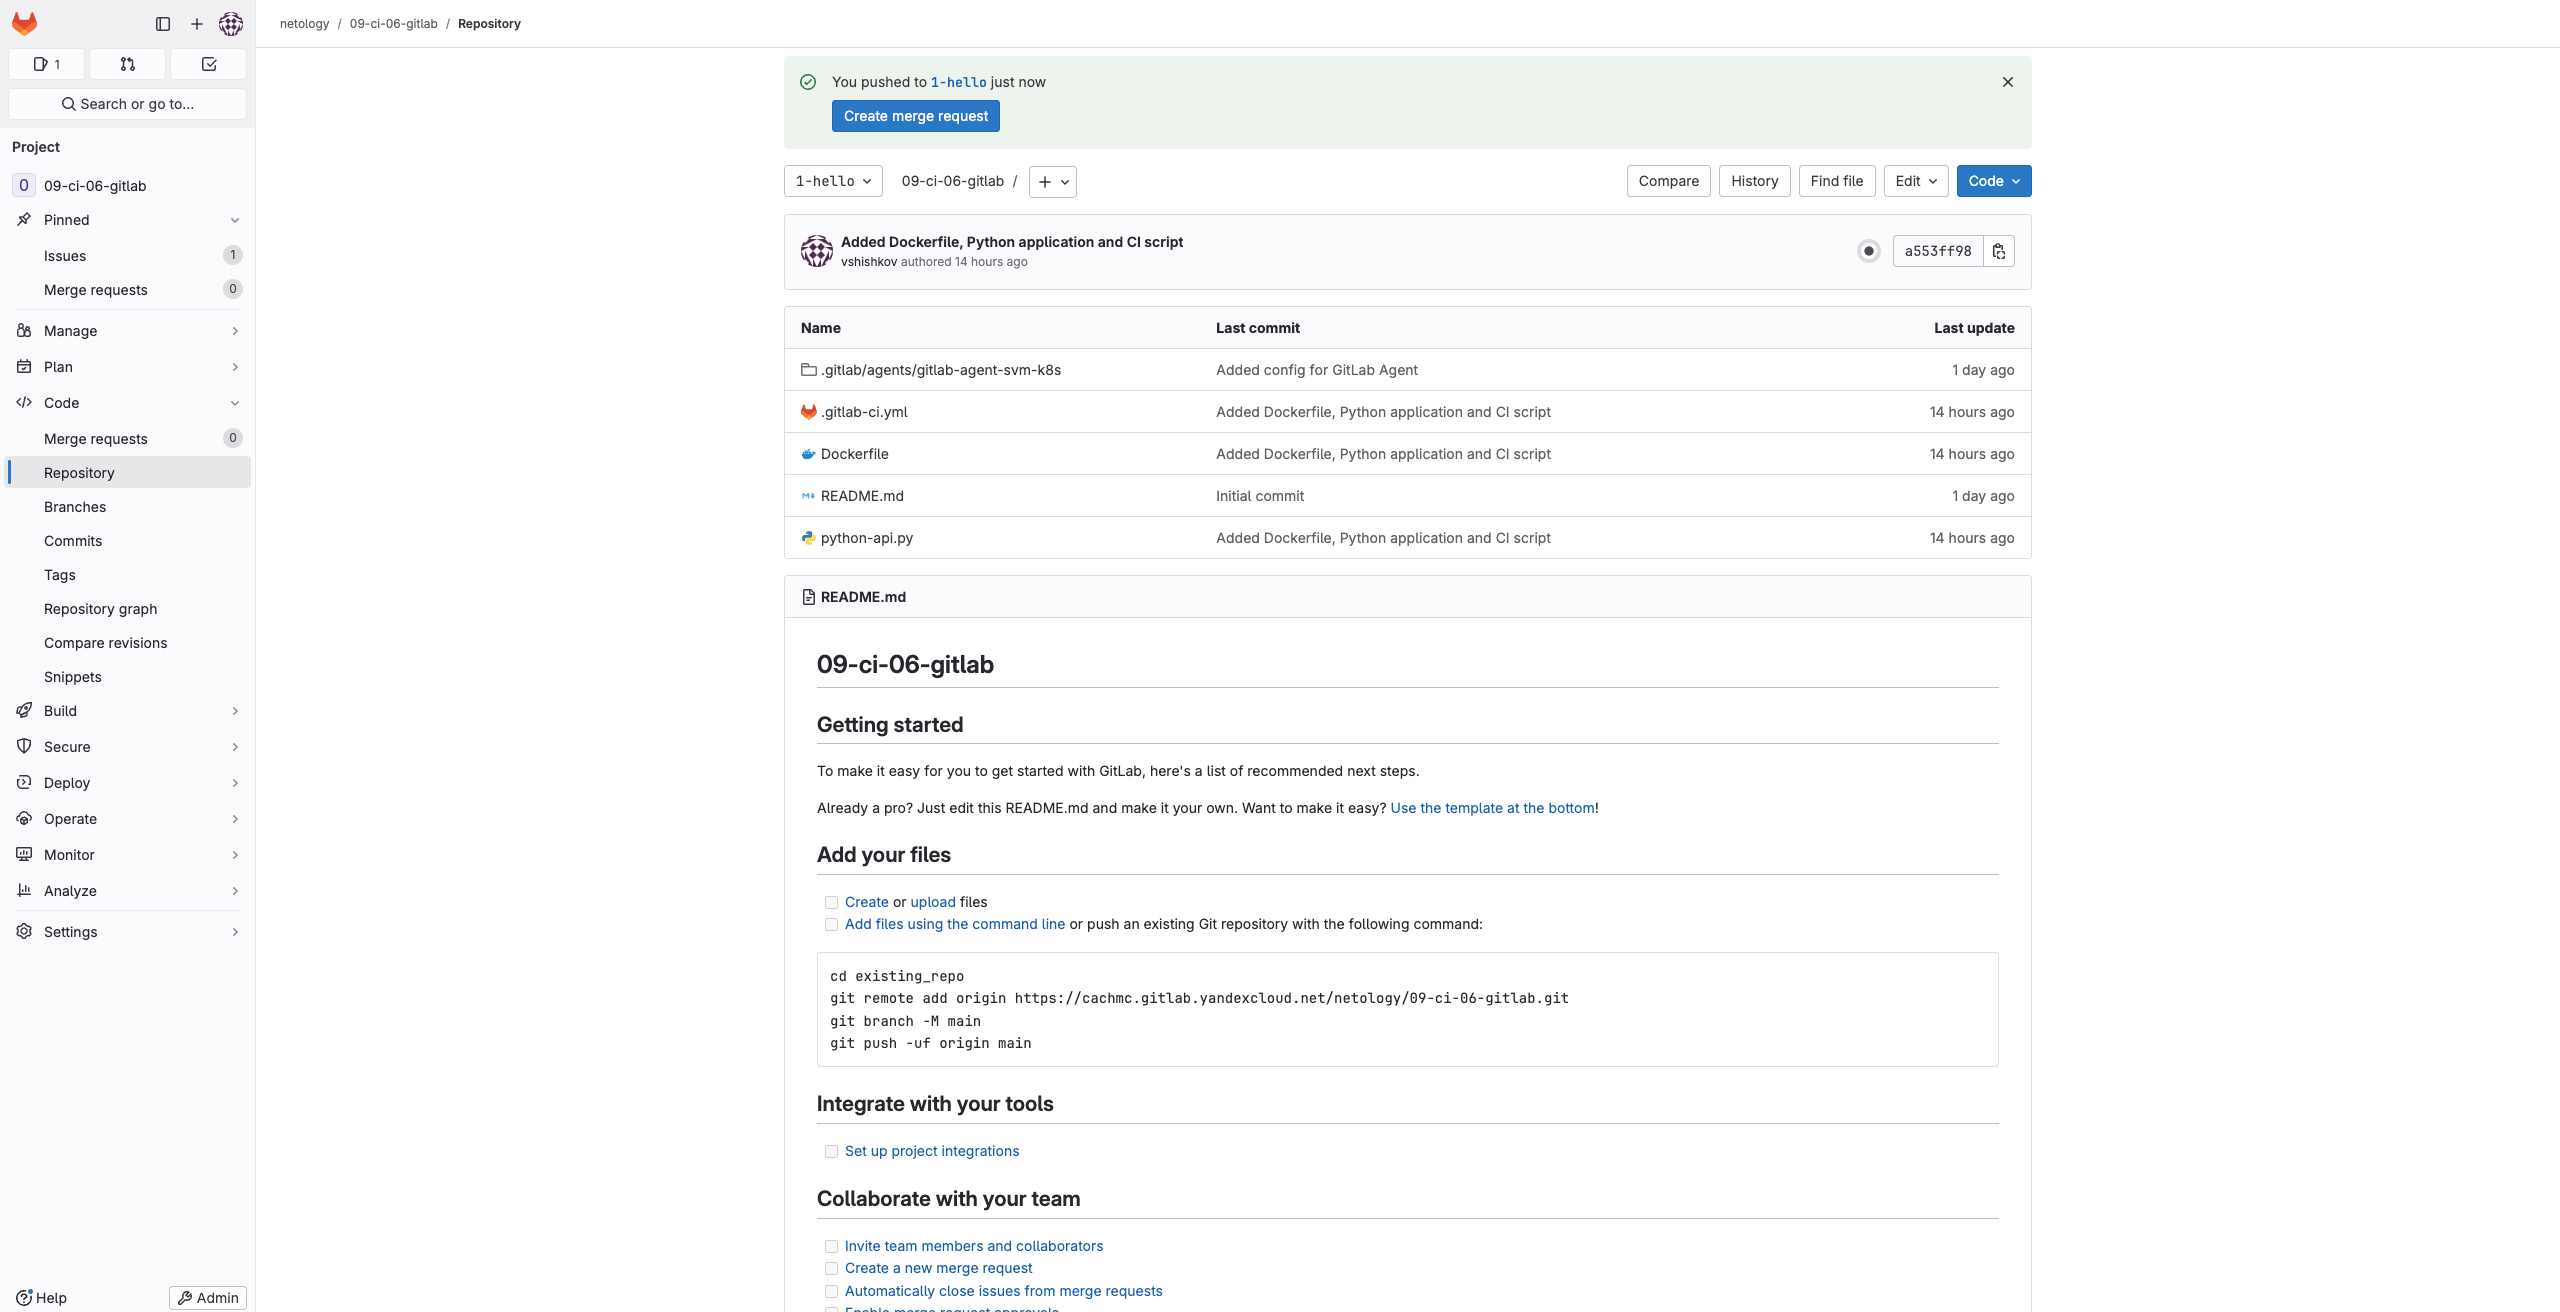 netology / 09-ci-06-gitlab / Repository
1
Search or go to...
Project
0 09-ci-06-gitlab
Pinned
Issues 1
Merge requests 0
Manage
Plan
Code
Merge requests 0
Repository
Branches
Commits
Tags
Repository graph
Compare revisions
Snippets
Build
Secure
Deploy
Operate
Monitor
Analyze
Settings
Help
Admin
You pushed to 1-hello just now
Create merge request
1-hello 09-ci-06-gitlab / +
Compare History Find file Edit Code
Added Dockerfile, Python application and CI script
vshishkov authored 14 hours ago
a553ff98
Name Last commit Last update
.gitlab/agents/gitlab-agent-svm-k8s Added config for GitLab Agent 1 day ago
.gitlab-ci.yml Added Dockerfile, Python application and CI script 14 hours ago
Dockerfile Added Dockerfile, Python application and CI script 14 hours ago
README.md Initial commit 1 day ago
python-api.py Added Dockerfile, Python application and CI script 14 hours ago
README.md
09-ci-06-gitlab
Getting started
To make it easy for you to get started with GitLab, here's a list of recommended next steps.
Already a pro? Just edit this README.md and make it your own. Want to make it easy? Use the template at the bottom!
Add your files
Create or upload files
Add files using the command line or push an existing Git repository with the following command:
cd existing_repo
git remote add origin https://cachmc.gitlab.yandexcloud.net/netology/09-ci-06-gitlab.git
git branch -M main
git push -uf origin main
Integrate with your tools
Set up project integrations
Collaborate with your team
Invite team members and collaborators
Create a new merge request
Automatically close issues from merge requests
Enable merge request approvals